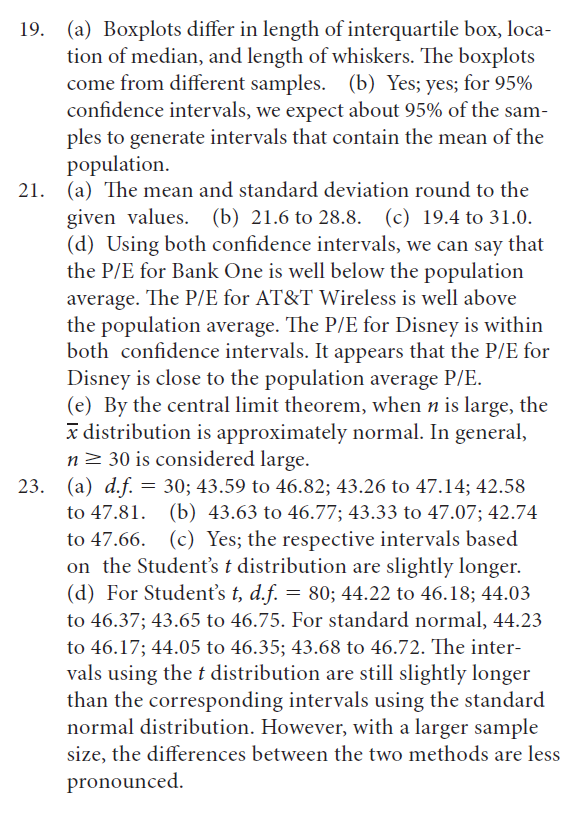 19. (a) Boxplots differ in length of interquartile box, loca-
tion of median, and length of whiskers. The boxplots
come from different samples. (b) Yes; yes; for 95%
confidence intervals, we expect about 95% of the sam-
ples to generate intervals that contain the mean of the
population.
21. (a) The mean and standard deviation round to the
given values. (b) 21.6 to 28.8. (c) 19.4 to 31.0.
(d) Using both confidence intervals, we can say that
the P/E for Bank One is well below the population
average. The P/E for AT&T Wireless is well above
the population average. The P/E for Disney is within
both confidence intervals. It appears that the P/E for
Disney is close to the population average P/E.
(e) By the central limit theorem, when n is large, the
x̅ distribution is approximately normal. In general,
n ≥ 30 is considered large.
23. (a) d.f. = 30; 43.59 to 46.82; 43.26 to 47.14; 42.58
to 47.81. (b) 43.63 to 46.77; 43.33 to 47.07; 42.74
to 47.66. (c) Yes; the respective intervals based
on the Student's t distribution are slightly longer.
(d) For Student's t, d.f. = 80; 44.22 to 46.18; 44.03
to 46.37; 43.65 to 46.75. For standard normal, 44.23
to 46.17; 44.05 to 46.35; 43.68 to 46.72. The inter-
vals using the t distribution are still slightly longer
than the corresponding intervals using the standard
normal distribution. However, with a larger sample
size, the differences between the two methods are less
pronounced.